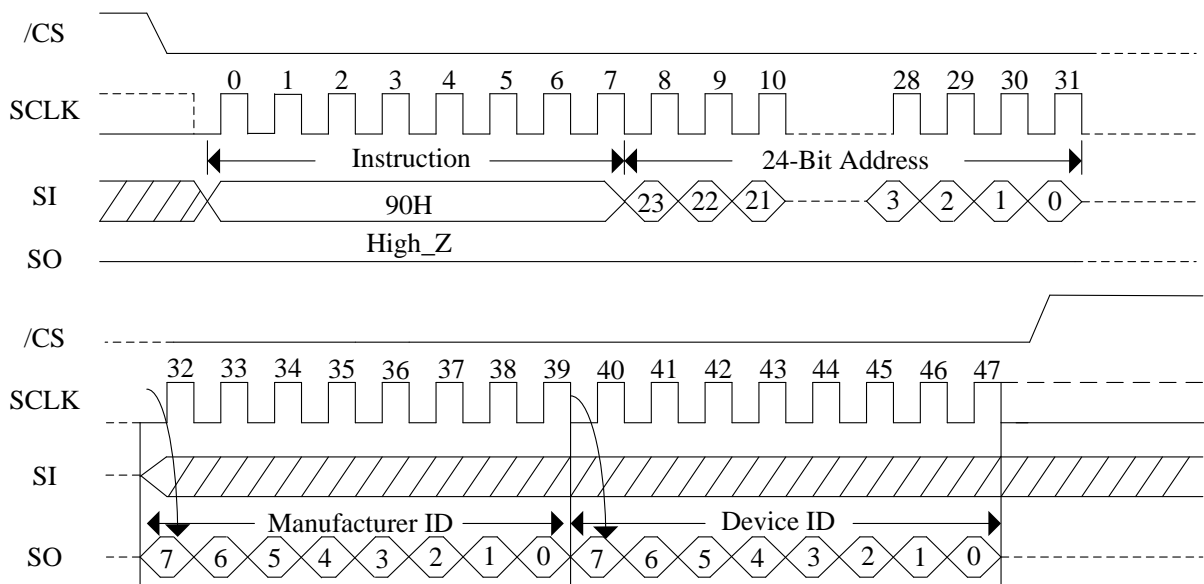 /CS
0 1 2 3 4 5 6 7 8 9 10 28 29 30 31
SCLK
Instruction 24-Bit Address
SI 90H 23 22 21 3 2 1 0
High_Z
SO
/CS
32 33 34 35 36 37 38 39 40 41 42 43 44 45 46 47
SCLK
SI
Manufacturer ID Device ID
SO 7 6 5 4 3 2 1 0 7 6 5 4 3 2 1 0